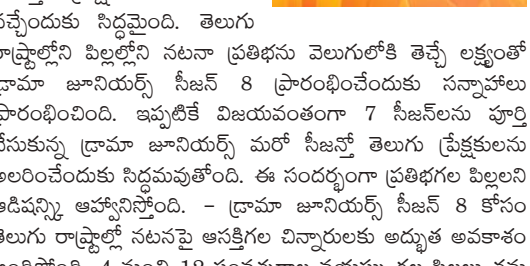 వచ్చేందుకు సిద్ధమైంది. తెలుగు
రాష్ట్రాల్లోని పిల్లల్లోని నటనా ప్రతిభను వెలుగులోకి తెచ్చే లక్ష్యంతో
డ్రామా జూనియర్స్ సీజన్ 8 ప్రారంభించేందుకు సన్నాహాలు
ప్రారంభించింది. ఇప్పటికే విజయవంతంగా 7 సీజన్‌లను పూర్తి
చేసుకున్న డ్రామా జూనియర్స్ మరో సీజన్తో తెలుగు ప్రేక్షకులను
అలరించేందుకు సిద్ధమవుతోంది. ఈ సందర్భంగా ప్రతిభగల పిల్లలని
ఆడిషన్స్కి ఆహ్వానిస్తోంది. – డ్రామా జూనియర్స్ సీజన్ 8 కోసం
తెలుగు రాష్ట్రాల్లో నటనపై ఆసక్తిగల చిన్నారులకు అద్భుత అవకాశం